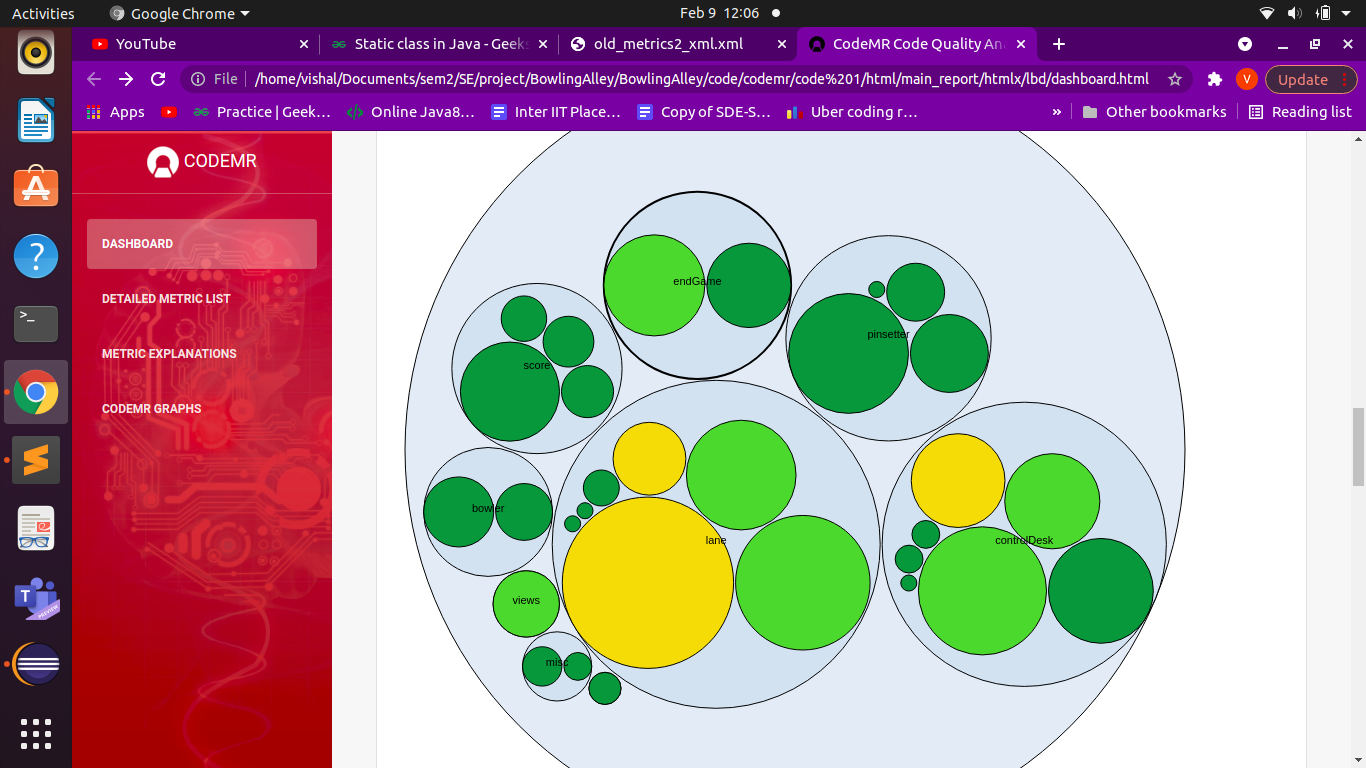 Activities Google Chrome Feb 9 12:06
YouTube Static class in Java - Geeks old_metrics2_xml.xml CodeMR Code Quality An
File /home/vishal/Documents/sem2/SE/project/BowlingAlley/BowlingAlley/code/codemr/code%201/html/main_report/htmlx/lbd/dashboard.html V Update
Apps Practice | Geek… Online Java8… Inter IIT Place… Copy of SDE-S… Uber coding r… » Other bookmarks Reading list
CODEMR
DASHBOARD
DETAILED METRIC LIST
METRIC EXPLANATIONS
CODEMR GRAPHS
endGame
pinsetter
score
bowler
lane
controlDesk
views
misc